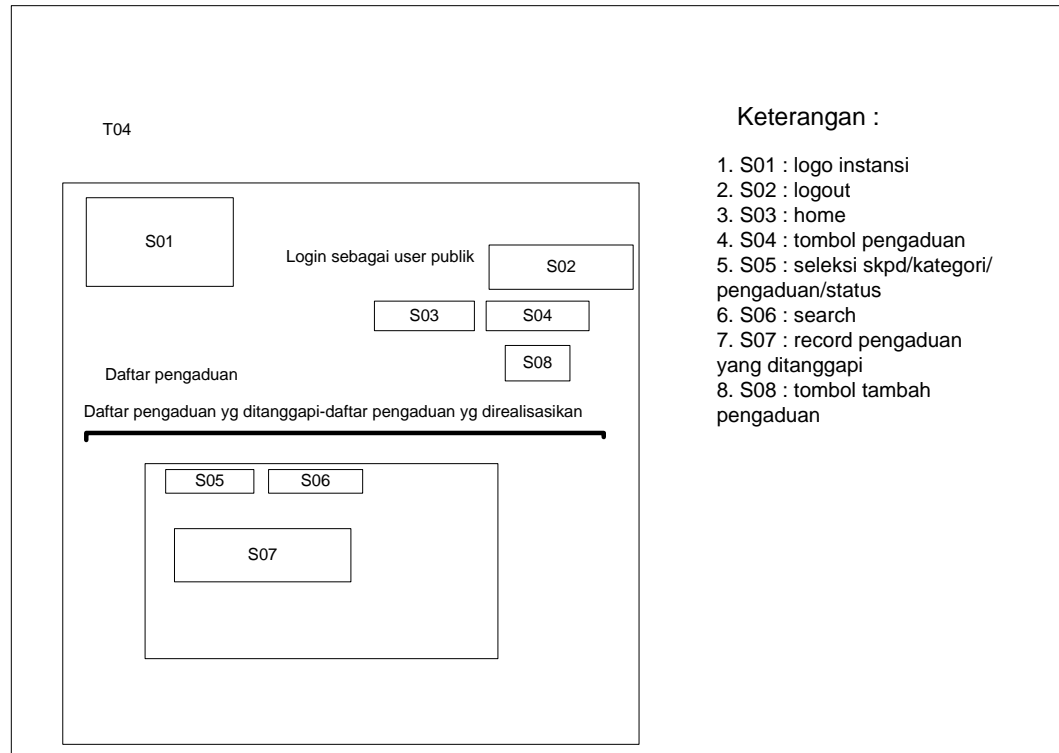 T04
S01
Login sebagai user publik
S02
S03
S04
S08
Daftar pengaduan
Daftar pengaduan yg ditanggapi-daftar pengaduan yg direalisasikan
S05
S06
S07
Keterangan :
1. S01 : logo instansi
2. S02 : logout
3. S03 : home
4. S04 : tombol pengaduan
5. S05 : seleksi skpd/kategori/
pengaduan/status
6. S06 : search
7. S07 : record pengaduan
yang ditanggapi
8. S08 : tombol tambah
pengaduan